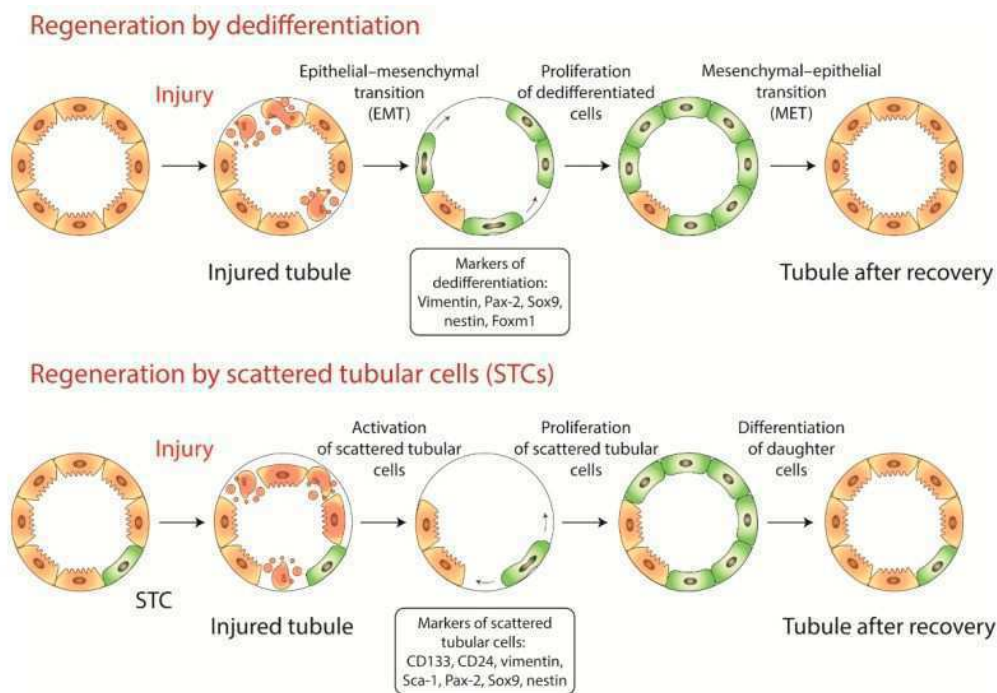 Regeneration by dedifferentiation
Injury
Epithelial–mesenchymal
transition
(EMT)
Proliferation
of dedifferentiated
cells
Mesenchymal–epithelial
transition
(MET)
Injured tubule
Markers of
dedifferentiation:
Vimentin, Pax-2, Sox9,
nestin, Foxm1
Tubule after recovery
Regeneration by scattered tubular cells (STCs)
Injury
Activation
of scattered tubular
cells
Proliferation
of scattered tubular
cells
Differentiation
of daughter
cells
STC
Injured tubule
Markers of scattered
tubular cells:
CD133, CD24, vimentin,
Sca-1, Pax-2, Sox9, nestin
Tubule after recovery